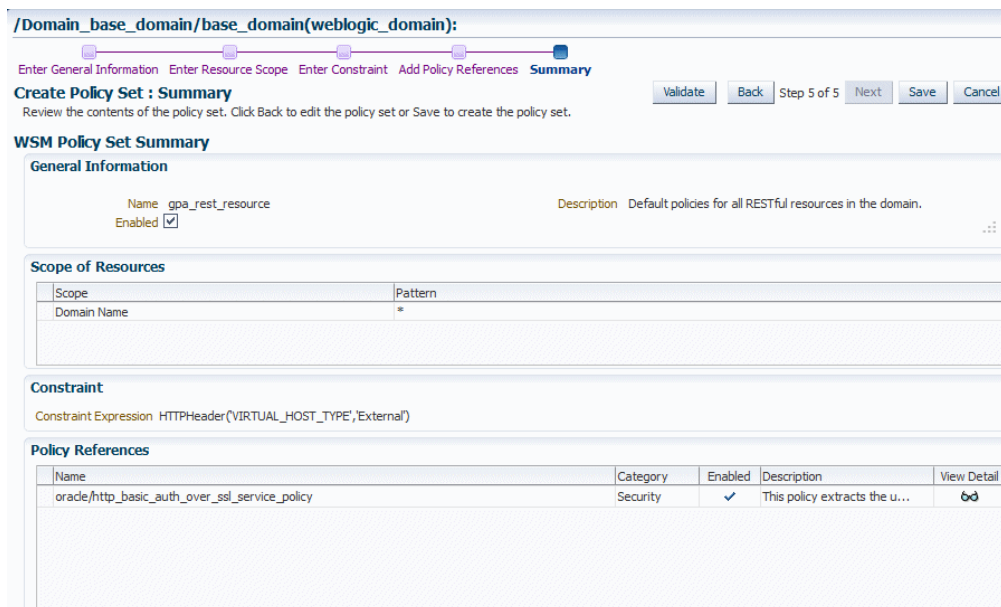 /Domain_base_domain/base_domain(weblogic_domain):
Enter General Information Enter Resource Scope Enter Constraint Add Policy References Summary
Create Policy Set : Summary
Validate Back Step 5 of 5 Next Save Cancel
Review the contents of the policy set. Click Back to edit the policy set or Save to create the policy set.
WSM Policy Set Summary
General Information
Name gpa_rest_resource Description Default policies for all RESTful resources in the domain.
Enabled
Scope of Resources
Scope Pattern
Domain Name *
Constraint
Constraint Expression HTTPHeader('VIRTUAL_HOST_TYPE','External')
Policy References
Name Category Enabled Description View Detail
oracle/http_basic_auth_over_ssl_service_policy Security This policy extracts the u...